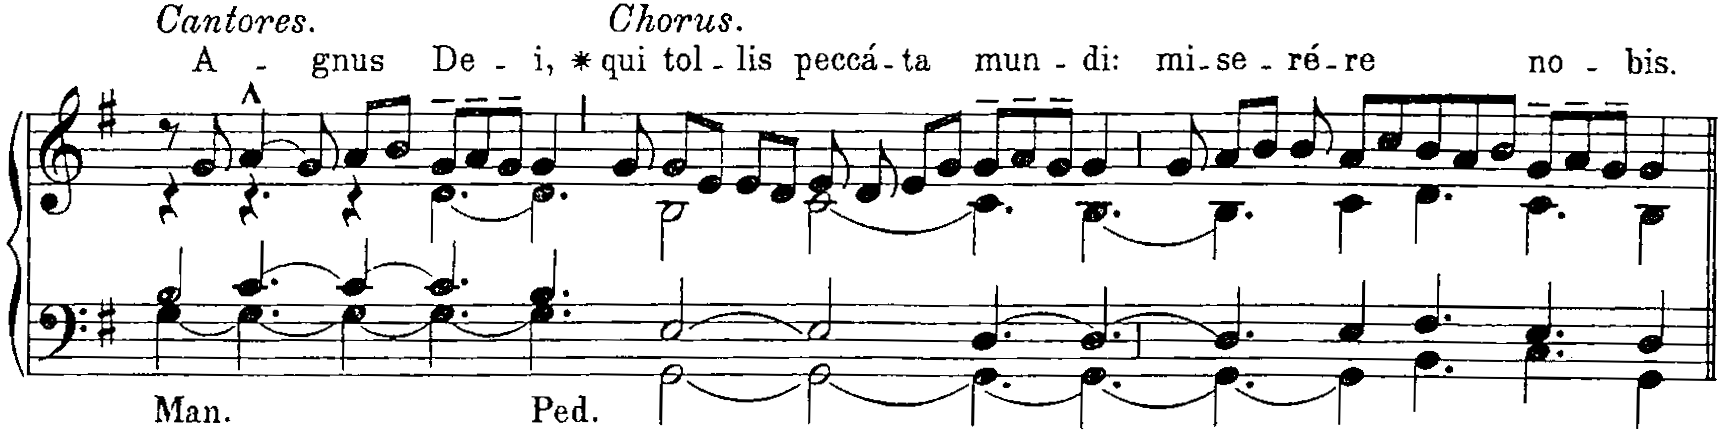 Cantores. Chorus.
A - gnus De - i, * qui tol - lis peccá - ta mun - di: mi - se - ré - re no - bis.
Man. Ped.